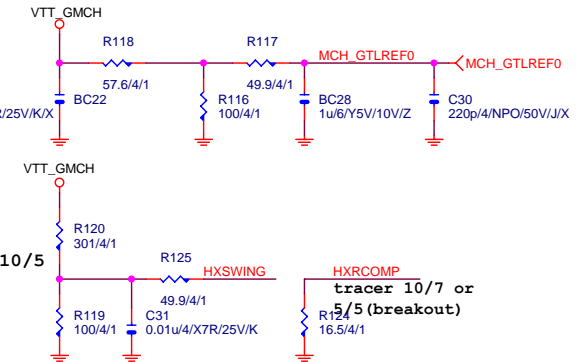 VTT_GMCH
R118
R117
MCH_GTLREF0
MCH_GTLREF0
57.6/4/1
49.9/4/1
BC22
R116
100/4/1
BC28
1u/6/Y5V/10V/Z
C30
220p/4/NPO/50V/J/X
/25V/K/X
VTT_GMCH
R120
301/4/1
10/5
R125
HXSWING
HXRCOMP
tracer 10/7 or
5/5(breakout)
49.9/4/1
R119
100/4/1
C31
0.01u/4/X7R/25V/K
R124
16.5/4/1